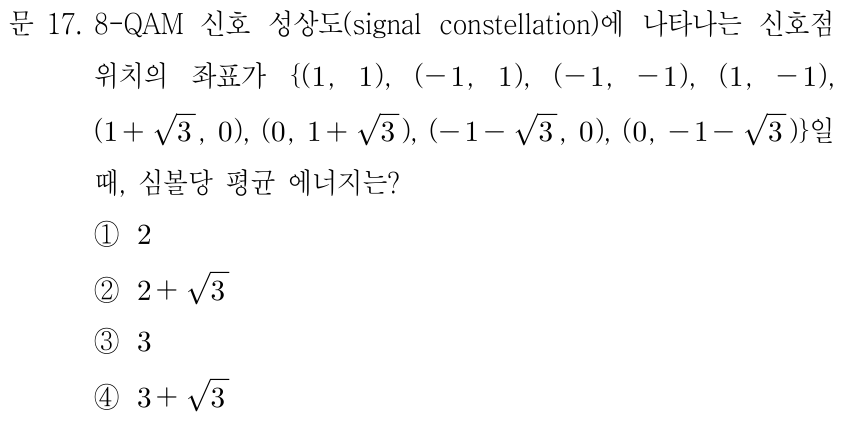 문 17. 8-QAM 신호 성상도(signal constellation)에 나타나는 신호점
위치의 좌표가 {(1, 1), (-1, 1), (-1, -1), (1, -1),
(1+√3, 0), (0, 1+√3), (-1-√3, 0), (0, -1-√3)}일
때, 심볼당 평균 에너지는?
① 2
② 2+√3
③ 3
④ 3+√3